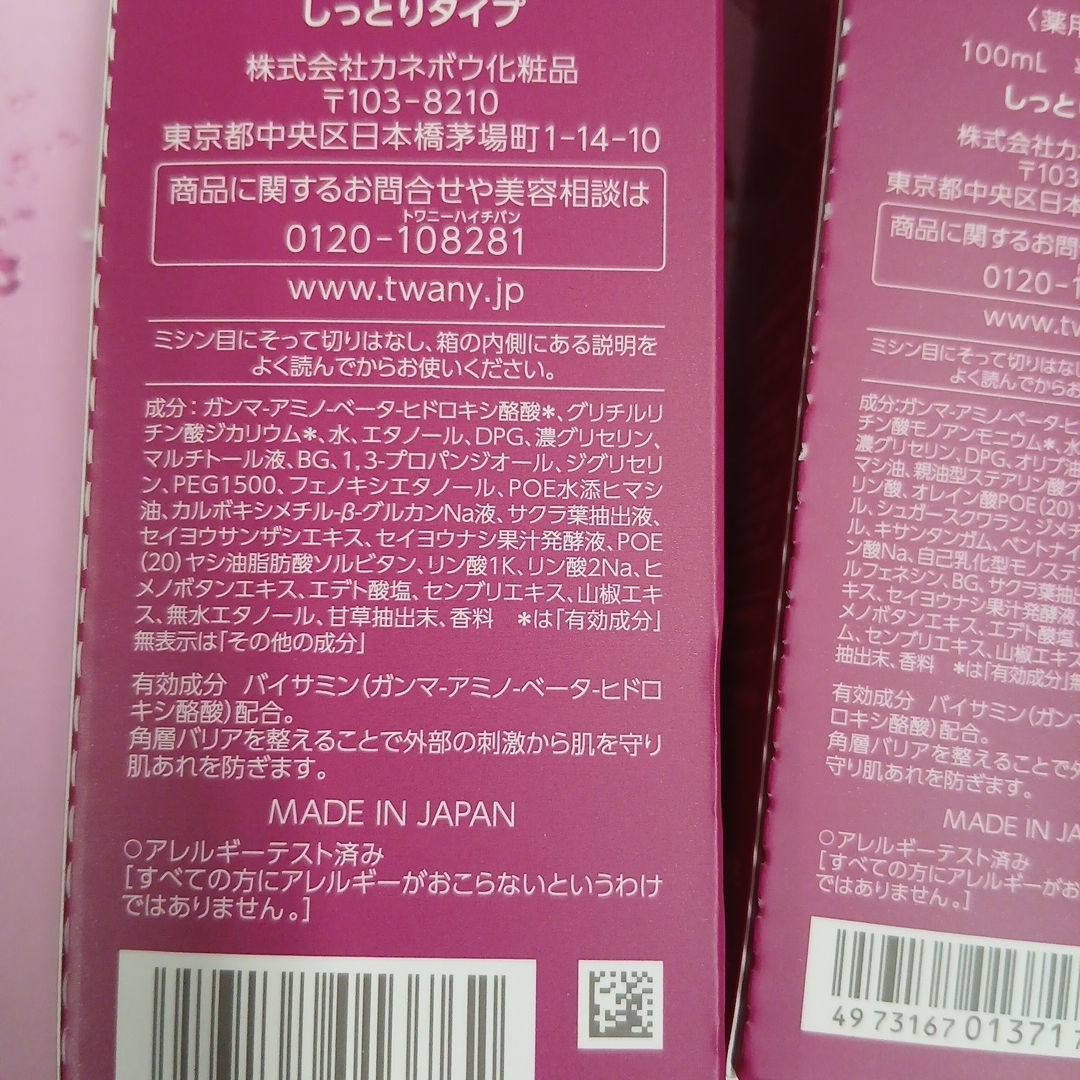 しっとりタイプ
株式会社カネボウ化粧品
〒103-8210
東京都中央区日本橋茅場町1-14-10
商品に関するお問合せや美容相談は
トワニーハイチバン
0120-108281
www.twany.jp
ミシン目にそって切りはなし、箱の内側にある説明を
よく読んでからお使いください。
成分：ガンマ-アミノ-ベータ-ヒドロキシ酪酸＊、グリチルリ
チン酸ジカリウム＊、水、エタノール、DPG、濃グリセリン、
マルチトール液、BG、1,3-プロパンジオール、ジグリセリ
ン、PEG1500、フェノキシエタノール、POE水添ヒマシ
油、カルボキシメチル-β-グルカンNa液、サクラ葉抽出液、
セイヨウサンザシエキス、セイヨウナシ果汁発酵液、POE
(20)ヤシ油脂肪酸ソルビタン、リン酸1K、リン酸2Na、ヒ
メノボタンエキス、エデト酸塩、センブリエキス、山椒エキ
ス、無水エタノール、甘草抽出末、香料　＊は「有効成分」
無表示は「その他の成分」
有効成分　バイサミン(ガンマ-アミノ-ベータ-ヒドロ
キシ酪酸)配合。
角層バリアを整えることで外部の刺激から肌を守り
肌あれを防ぎます。
MADE IN JAPAN
○アレルギーテスト済み
[すべての方にアレルギーがおこらないというわけ
ではありません。]
〈薬用
100mL
しっと
株式会社カネ
〒103
東京都中央区日本
商品に関するお問
0120-1
www.tw
ミシン目にそって切りはなし
よく読んでからお
成分:ガンマ-アミノ-ベータ-ヒ
チン酸モノアンモニウム＊、水
濃グリセリン、DPG、オリブ油
マシ油、親油型ステアリン酸グ
リン酸、オレイン酸POE(20)
ル、シュガースクワラン、ジメチ
ル、キサンタンガム、ベントナイ
ン酸Na、自己乳化型モノステ
ルフェネシン、BG、サクラ葉抽出
キス、セイヨウナシ果汁発酵液、
メノボタンエキス、エデト酸塩、
ム、センブリエキス、山椒エキス
抽出末、香料　＊は「有効成分」無
有効成分　バイサミン(ガンマ
ロキシ酪酸)配合。
角層バリアを整えることで外
守り肌あれを防ぎます。
MADE IN JA
○アレルギーテスト済み
[すべての方にアレルギーがお
ではありません。]
49 73167 01371